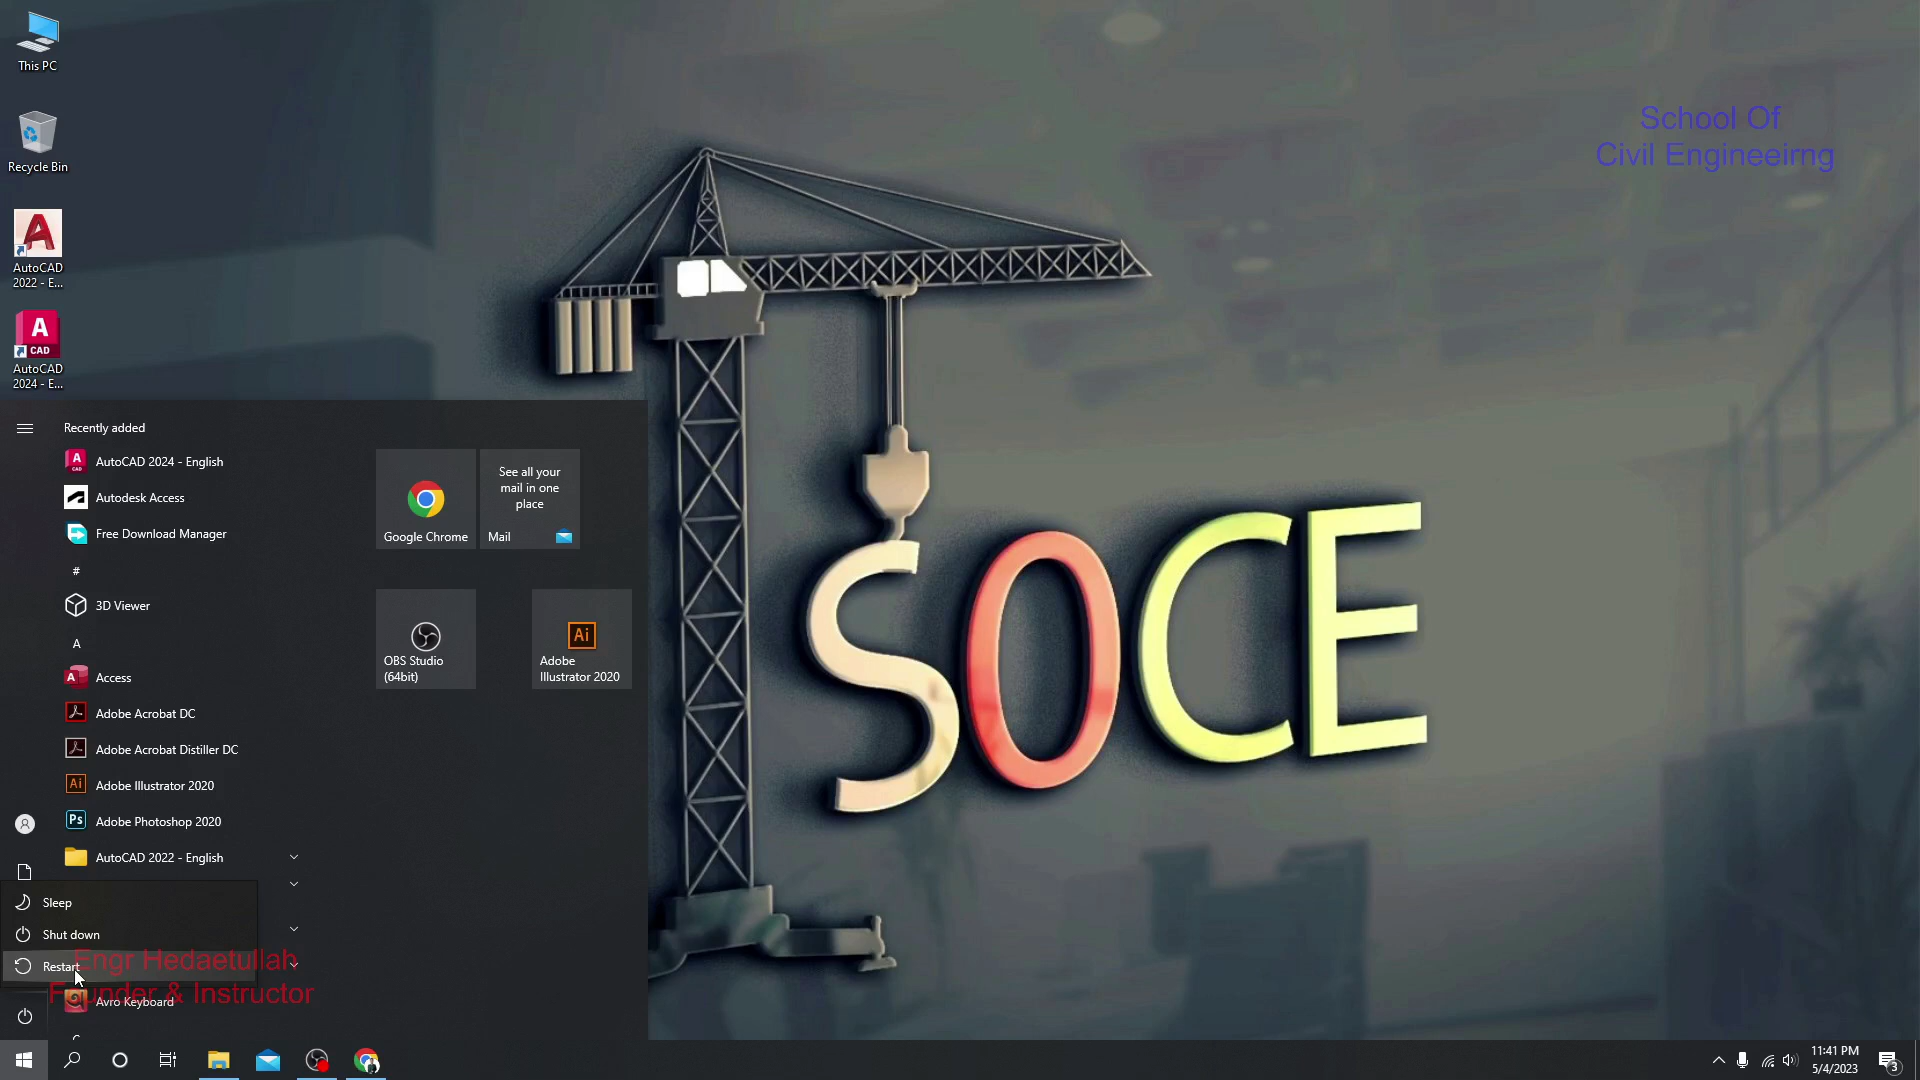 This PC
Recycle Bin
AutoCAD
2022 - E...
A
CAD
AutoCAD
2024 - E...
School Of
Civil Engineeirng
SOCE
Recently added
AutoCAD 2024 - English
Autodesk Access
Free Download Manager
#
3D Viewer
A
Access
Adobe Acrobat DC
Adobe Acrobat Distiller DC
Adobe Illustrator 2020
Adobe Photoshop 2020
AutoCAD 2022 - English
Google Chrome
See all your
mail in one
place
Mail
OBS Studio
(64bit)
Ai
Adobe
Illustrator 2020
Sleep
Shut down
Restart
Engr Hedaetullah
Founder & Instructor
Avro Keyboard
11:41 PM
5/4/2023
3